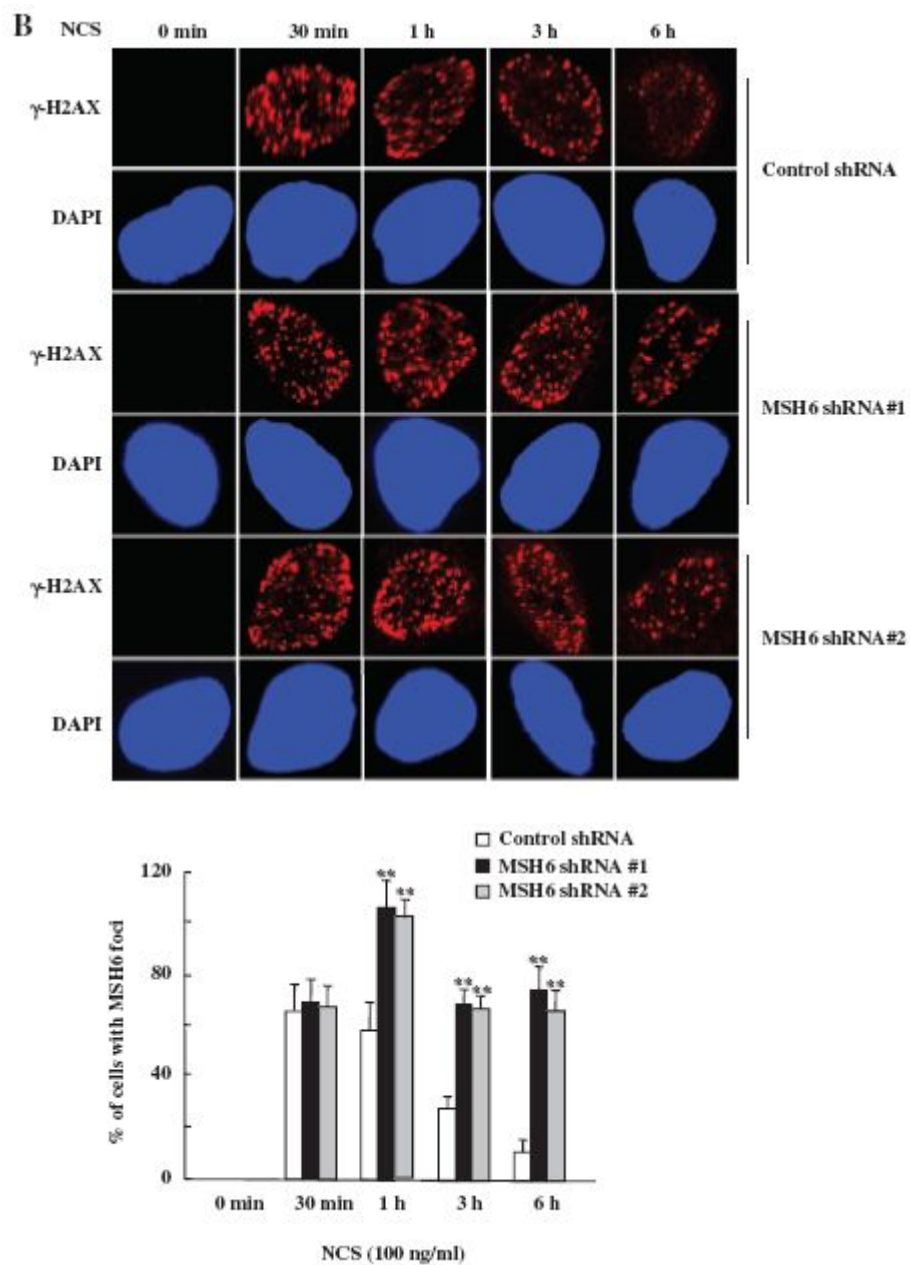 B NCS 0 min 30 min 1 h 3 h 6 h
γ-H2AX
Control shRNA
DAPI
γ-H2AX
MSH6 shRNA#1
DAPI
γ-H2AX
MSH6 shRNA#2
DAPI
Control shRNA
MSH6 shRNA #1
MSH6 shRNA #2
% of cells with MSH6 foci
120
80
40
0
** **
** **
** **
0 min 30 min 1 h 3 h 6 h
NCS (100 ng/ml)